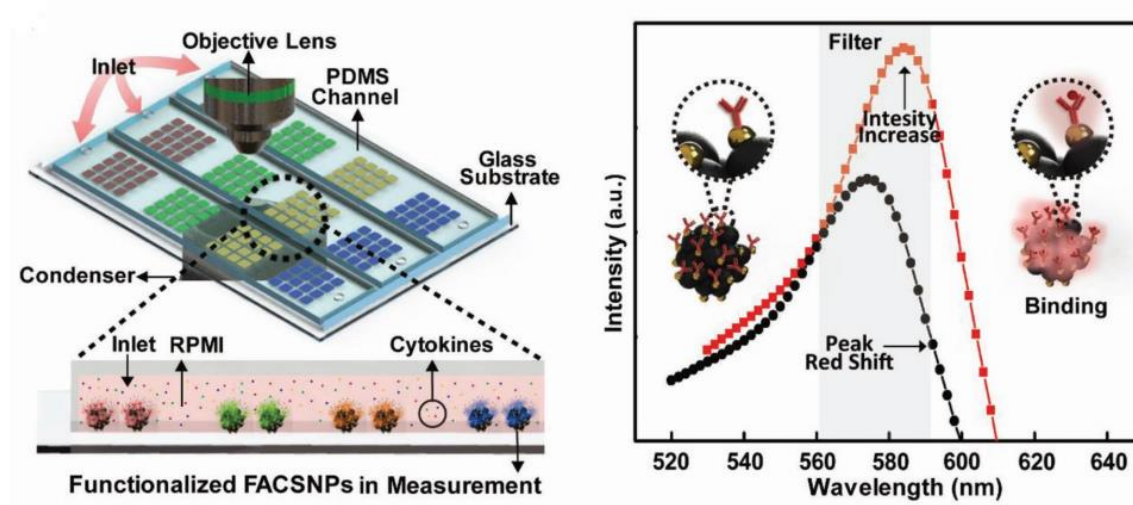 Objective Lens
Inlet
PDMS
Channel
Glass
Substrate
Condenser
Inlet
RPMI
Cytokines
Functionalized FACSNPs in Measurement
Filter
Intesity
Increase
Peak
Red Shift
Binding
Intensity (a.u.)
520 540 560 580 600 620 640
Wavelength (nm)